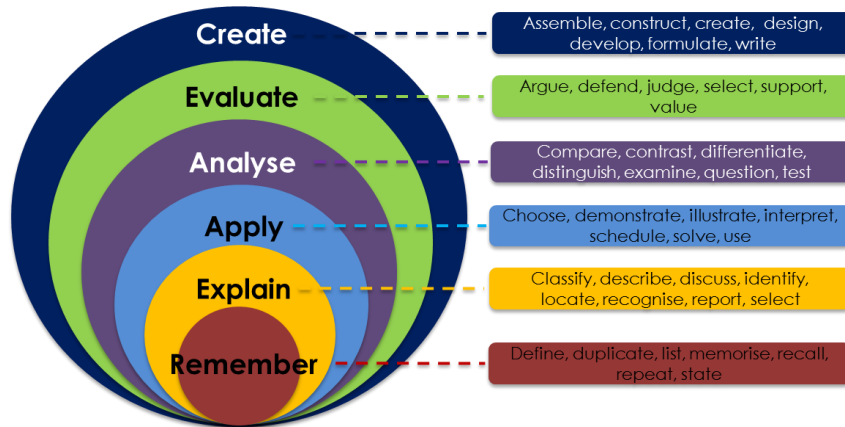 Create
Assemble, construct, create, design,
develop, formulate, write
Evaluate
Argue, defend, judge, select, support,
value
Analyse
Compare, contrast, differentiate,
distinguish, examine, question, test
Apply
Choose, demonstrate, illustrate, interpret,
schedule, solve, use
Explain
Classify, describe, discuss, identify,
locate, recognise, report, select
Remember
Define, duplicate, list, memorise, recall,
repeat, state